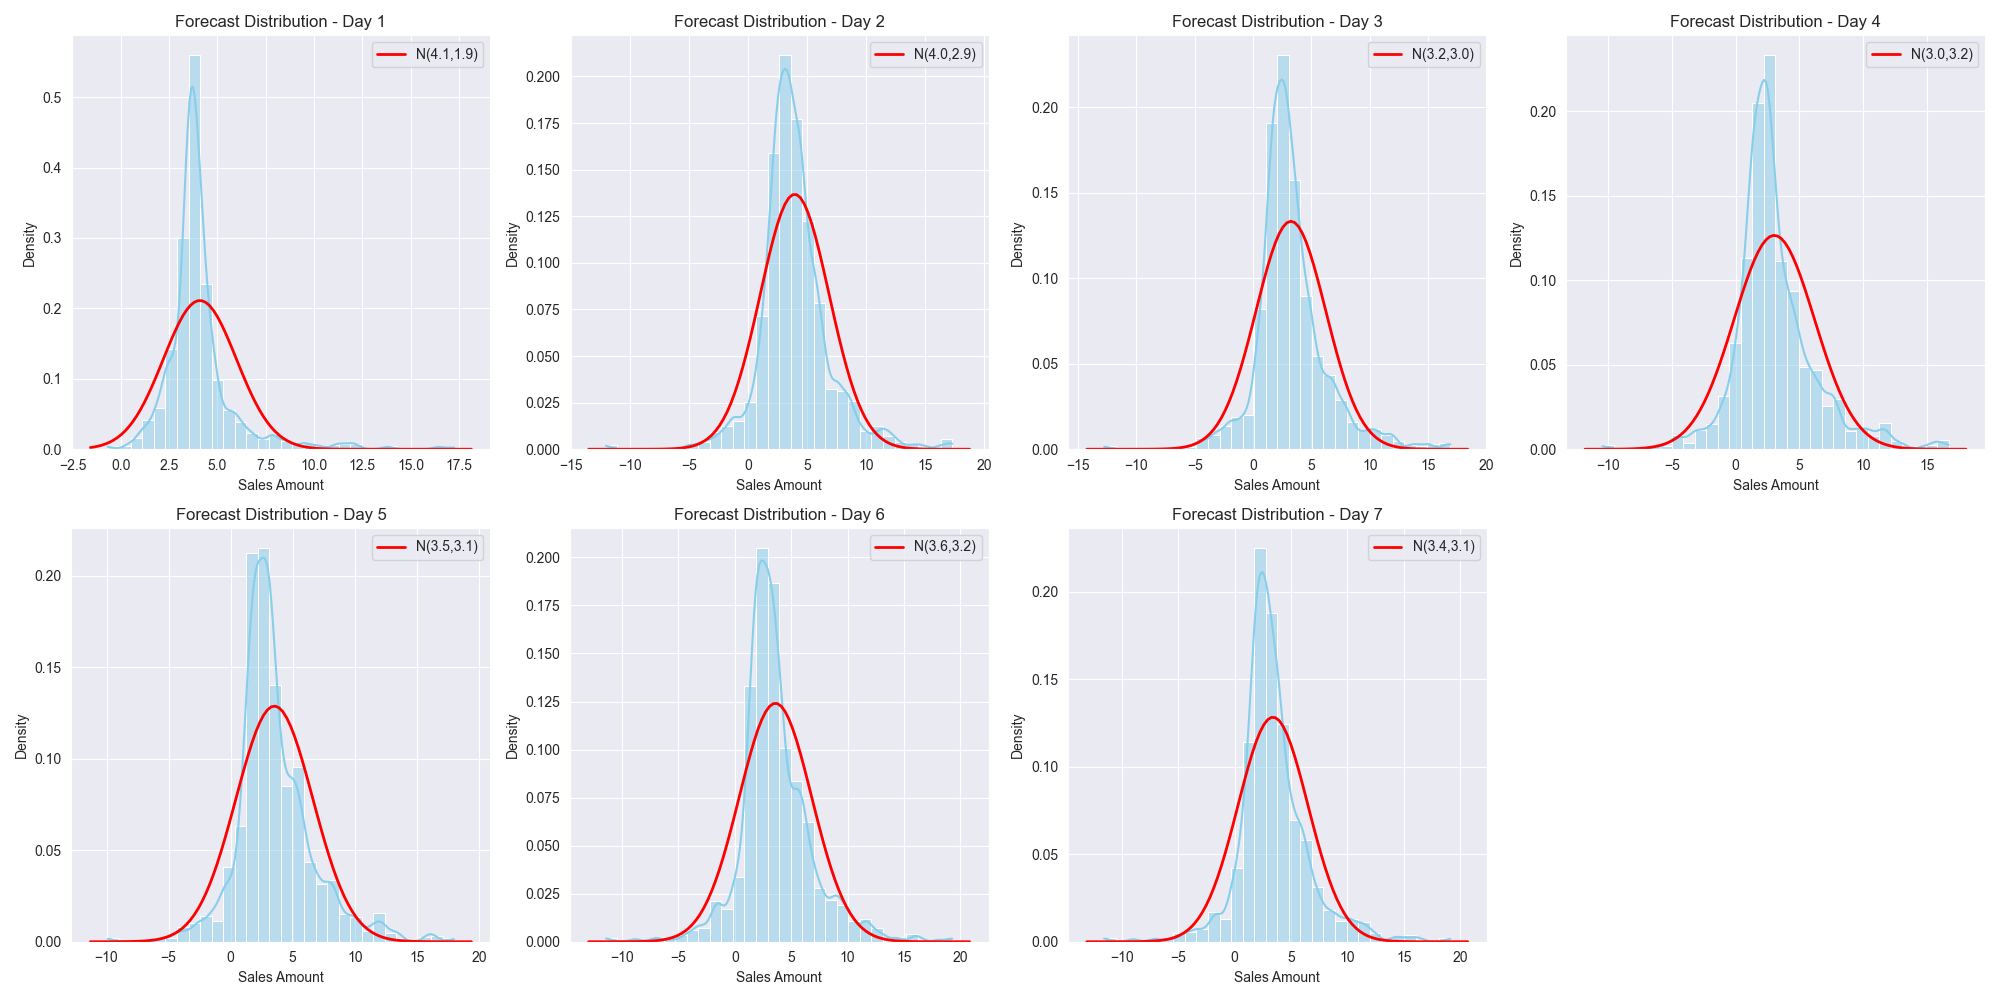 Forecast Distribution - Day 1
N(4.1,1.9)
Density
0.5
0.4
0.3
0.2
0.1
0.0
−2.5 0.0 2.5 5.0 7.5 10.0 12.5 15.0 17.5
Sales Amount
Forecast Distribution - Day 2
N(4.0,2.9)
Density
0.200
0.175
0.150
0.125
0.100
0.075
0.050
0.025
0.000
−15 −10 −5 0 5 10 15 20
Sales Amount
Forecast Distribution - Day 3
N(3.2,3.0)
Density
0.20
0.15
0.10
0.05
0.00
−15 −10 −5 0 5 10 15 20
Sales Amount
Forecast Distribution - Day 4
N(3.0,3.2)
Density
0.20
0.15
0.10
0.05
0.00
−10 −5 0 5 10 15
Sales Amount
Forecast Distribution - Day 5
N(3.5,3.1)
Density
0.20
0.15
0.10
0.05
0.00
−10 −5 0 5 10 15 20
Sales Amount
Forecast Distribution - Day 6
N(3.6,3.2)
Density
0.200
0.175
0.150
0.125
0.100
0.075
0.050
0.025
0.000
−10 −5 0 5 10 15 20
Sales Amount
Forecast Distribution - Day 7
N(3.4,3.1)
Density
0.20
0.15
0.10
0.05
0.00
−10 −5 0 5 10 15 20
Sales Amount